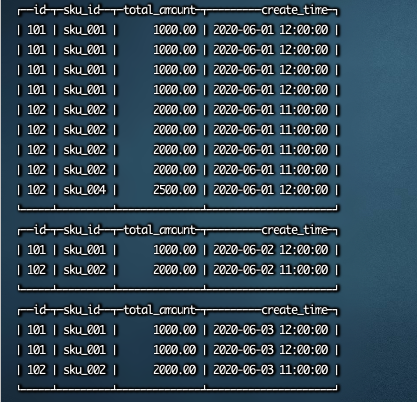 ┌──id─┬─sku_id──┬─total_amount─┬─────────create_time─┐
│ 101 │ sku_001 │ 1000.00 │ 2020-06-01 12:00:00 │
│ 101 │ sku_001 │ 1000.00 │ 2020-06-01 12:00:00 │
│ 101 │ sku_001 │ 1000.00 │ 2020-06-01 12:00:00 │
│ 101 │ sku_001 │ 1000.00 │ 2020-06-01 12:00:00 │
│ 102 │ sku_002 │ 2000.00 │ 2020-06-01 11:00:00 │
│ 102 │ sku_002 │ 2000.00 │ 2020-06-01 11:00:00 │
│ 102 │ sku_002 │ 2000.00 │ 2020-06-01 11:00:00 │
│ 102 │ sku_002 │ 2000.00 │ 2020-06-01 11:00:00 │
│ 102 │ sku_004 │ 2500.00 │ 2020-06-01 12:00:00 │
┌──id─┬─sku_id──┬─total_amount─┬─────────create_time─┐
│ 101 │ sku_001 │ 1000.00 │ 2020-06-02 12:00:00 │
│ 102 │ sku_002 │ 2000.00 │ 2020-06-02 11:00:00 │
┌──id─┬─sku_id──┬─total_amount─┬─────────create_time─┐
│ 101 │ sku_001 │ 1000.00 │ 2020-06-03 12:00:00 │
│ 101 │ sku_001 │ 1000.00 │ 2020-06-03 12:00:00 │
│ 102 │ sku_002 │ 2000.00 │ 2020-06-03 11:00:00 │